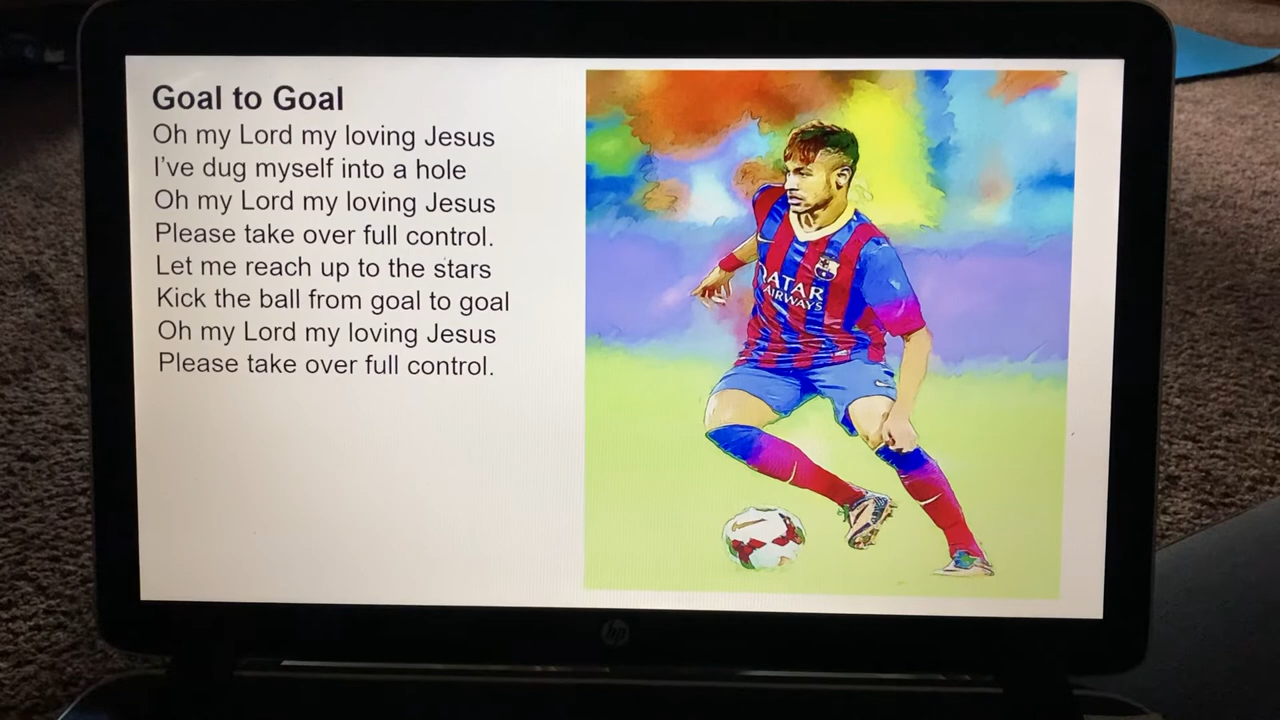 Goal to Goal
Oh my Lord my loving Jesus
I've dug myself into a hole
Oh my Lord my loving Jesus
Please take over full control.
Let me reach up to the stars
Kick the ball from goal to goal
Oh my Lord my loving Jesus
Please take over full control.
QATAR
AIRWAYS
hp